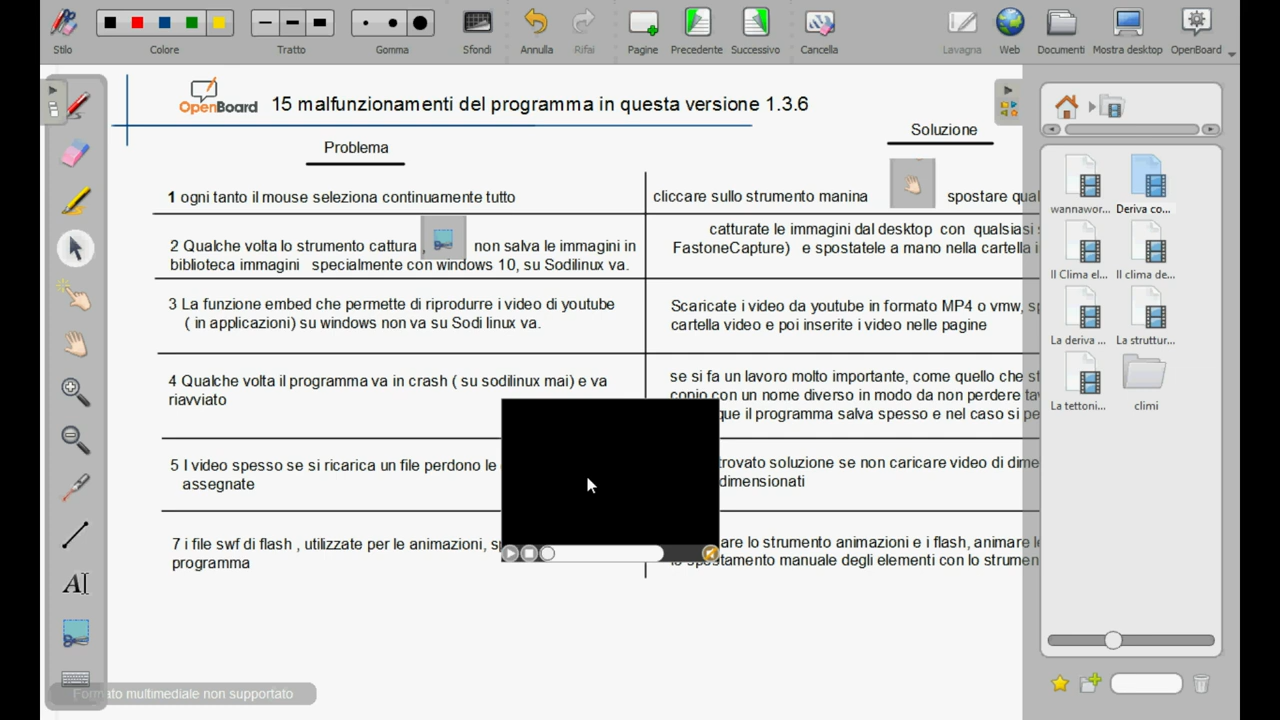 Stilo
Colore
Tratto
Gomma
Sfondi
Annulla
Rifai
Pagine
Precedente
Successivo
Cancella
Lavagna
Web
Documenti
Mostra desktop
OpenBoard
OpenBoard
15 malfunzionamenti del programma in questa versione 1.3.6
Problema
Soluzione
1 ogni tanto il mouse seleziona continuamente tutto
cliccare sullo strumento manina
spostare qual
2 Qualche volta lo strumento cattura ,
non salva le immagini in
biblioteca immagini specialmente con windows 10, su Sodilinux va.
catturate le immagini dal desktop con qualsiasi s
FastoneCapture) e spostatele a mano nella cartella i
3 La funzione embed che permette di riprodurre i video di youtube
( in applicazioni) su windows non va su Sodi linux va.
Scaricate i video da youtube in formato MP4 o vmw, sp
cartella video e poi inserite i video nelle pagine
4 Qualche volta il programma va in crash ( su sodilinux mai) e va
riavviato
se si fa un lavoro molto importante, come quello che st
copio con un nome diverso in modo da non perdere tav
que il programma salva spesso e nel caso si pe
5 I video spesso se si ricarica un file perdono le
assegnate
trovato soluzione se non caricare video di dime
dimensionati
7 i file swf di flash , utilizzate per le animazioni, sp
programma
are lo strumento animazioni e i flash, animare le
lo spostamento manuale degli elementi con lo strumen
wannawor...
Deriva co...
Il Clima el...
Il clima de...
La deriva ...
La struttur...
La tettoni...
climi
AI
Formato multimediale non supportato